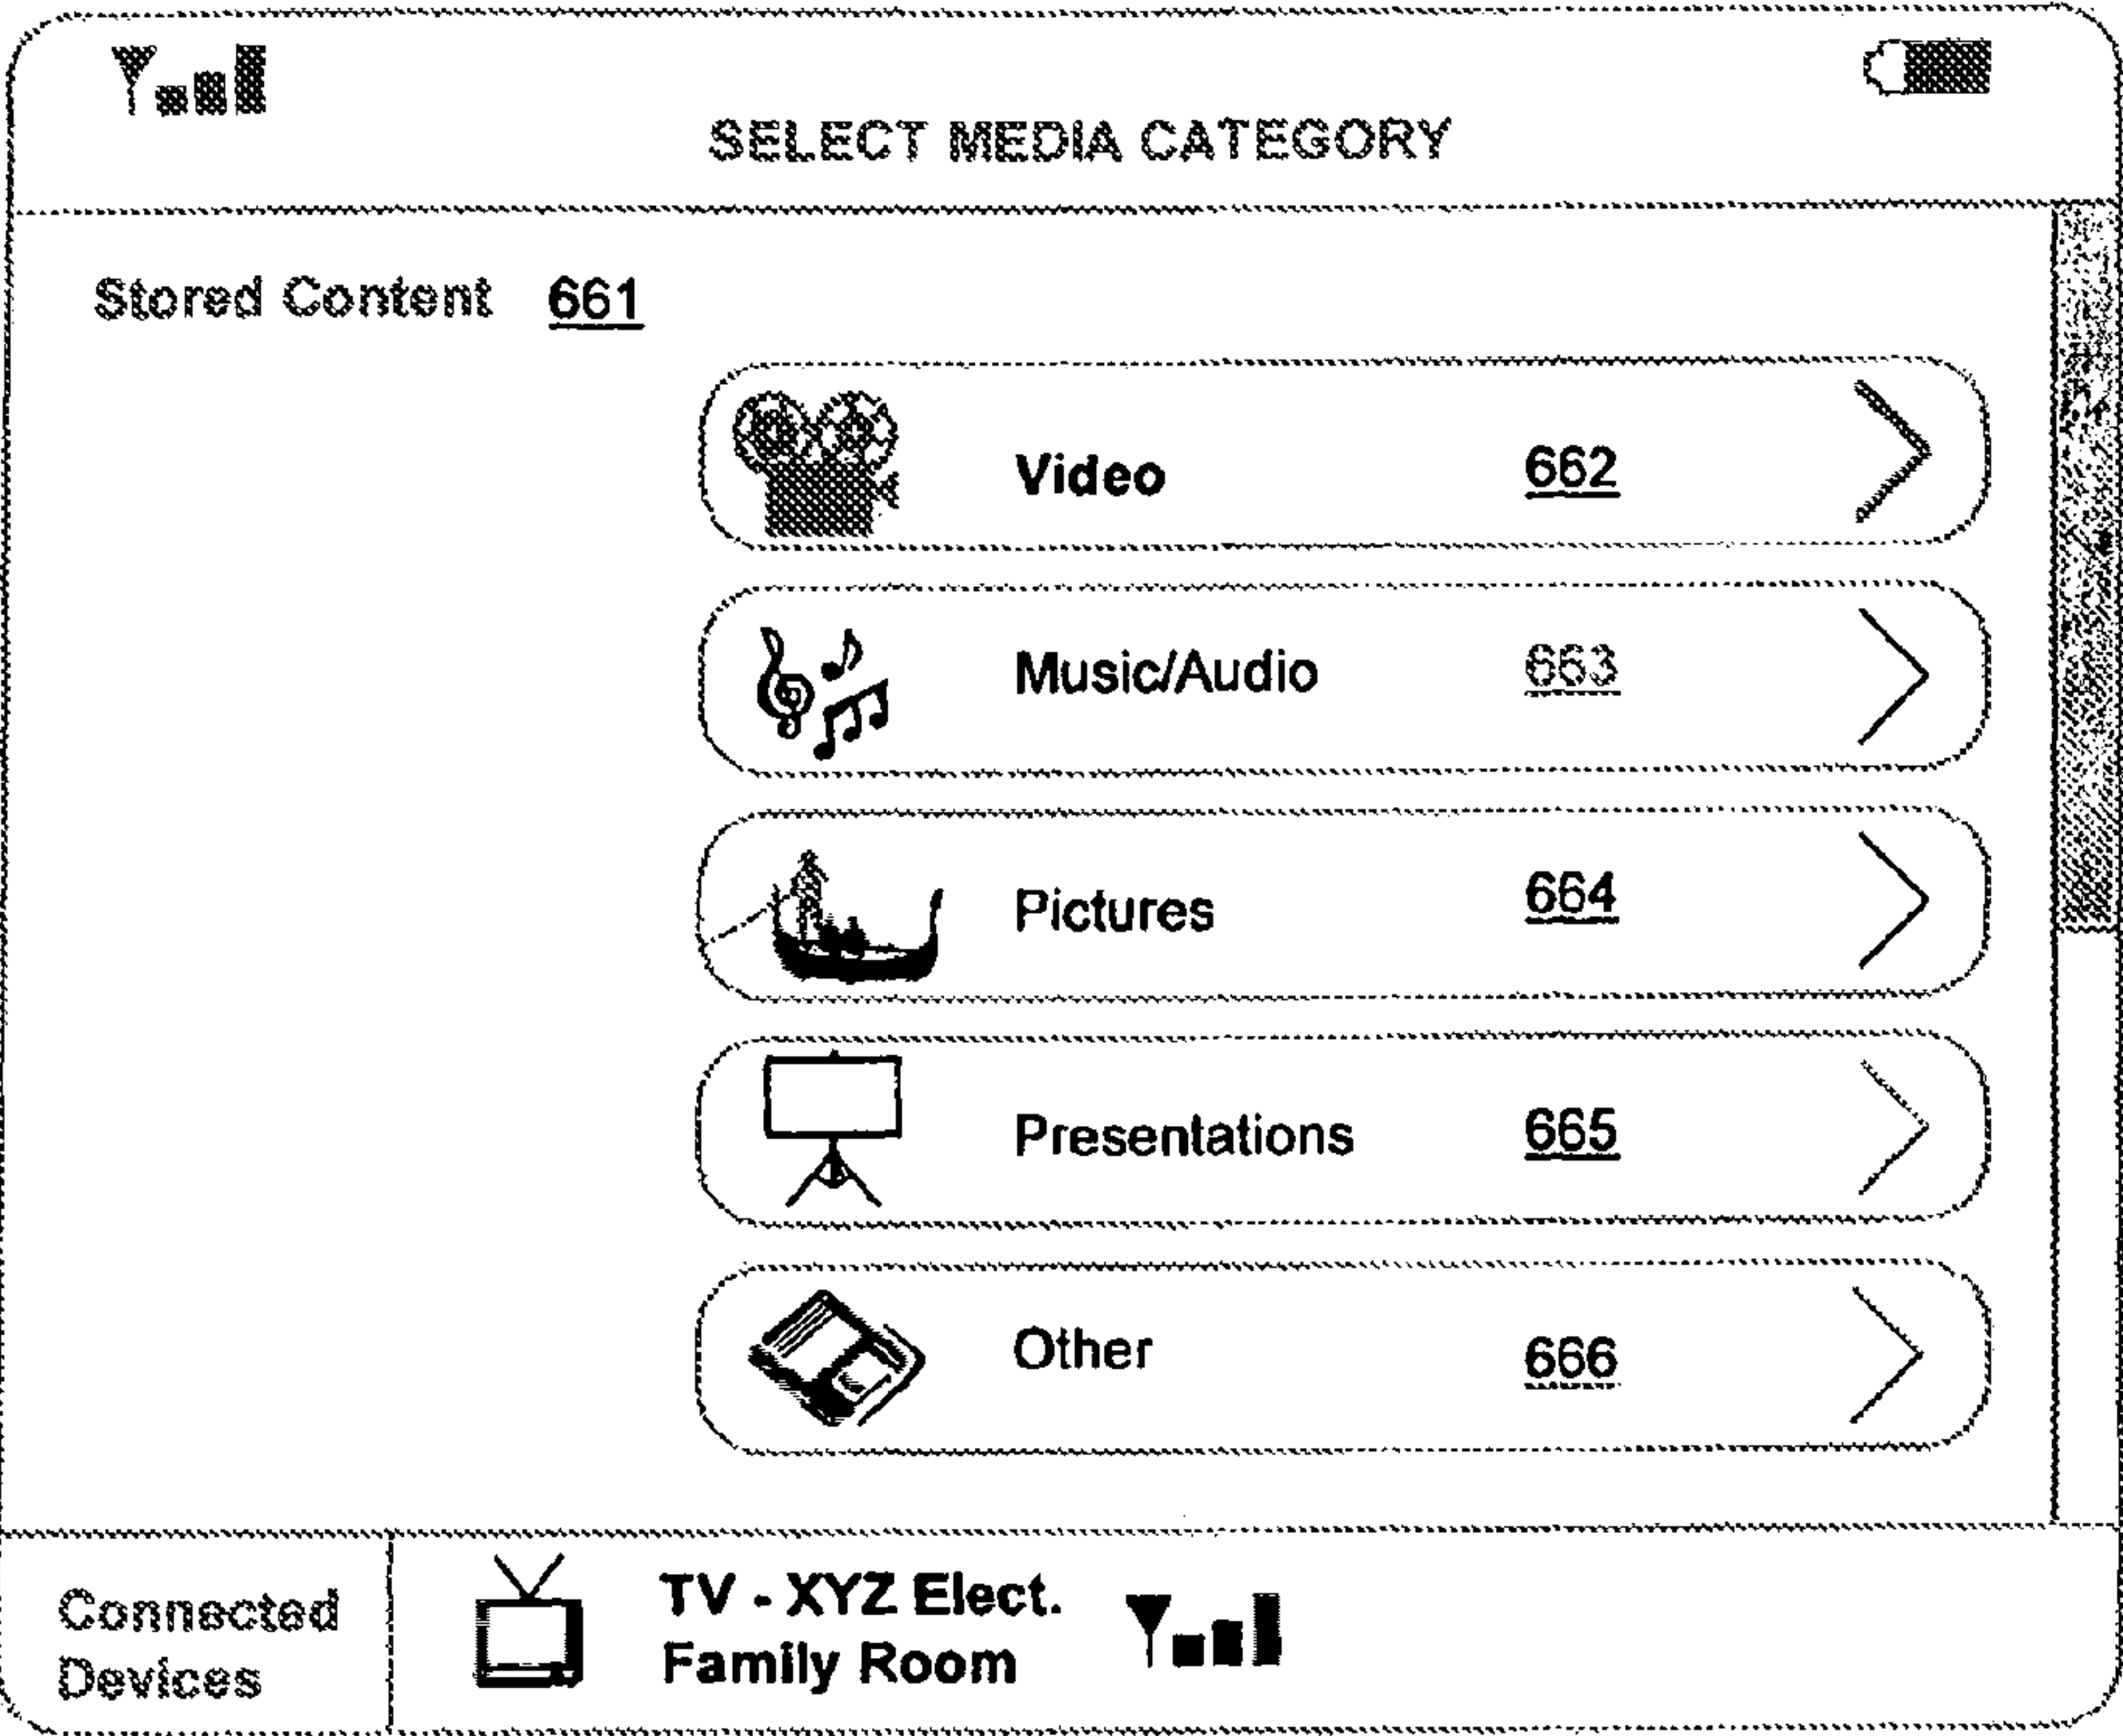 SELECT MEDIA CATEGORY
Stored Content 661
Video 662
Music/Audio 663
Pictures 664
Presentations 665
Other 666
Connected
Devices
TV - XYZ Elect.
Family Room